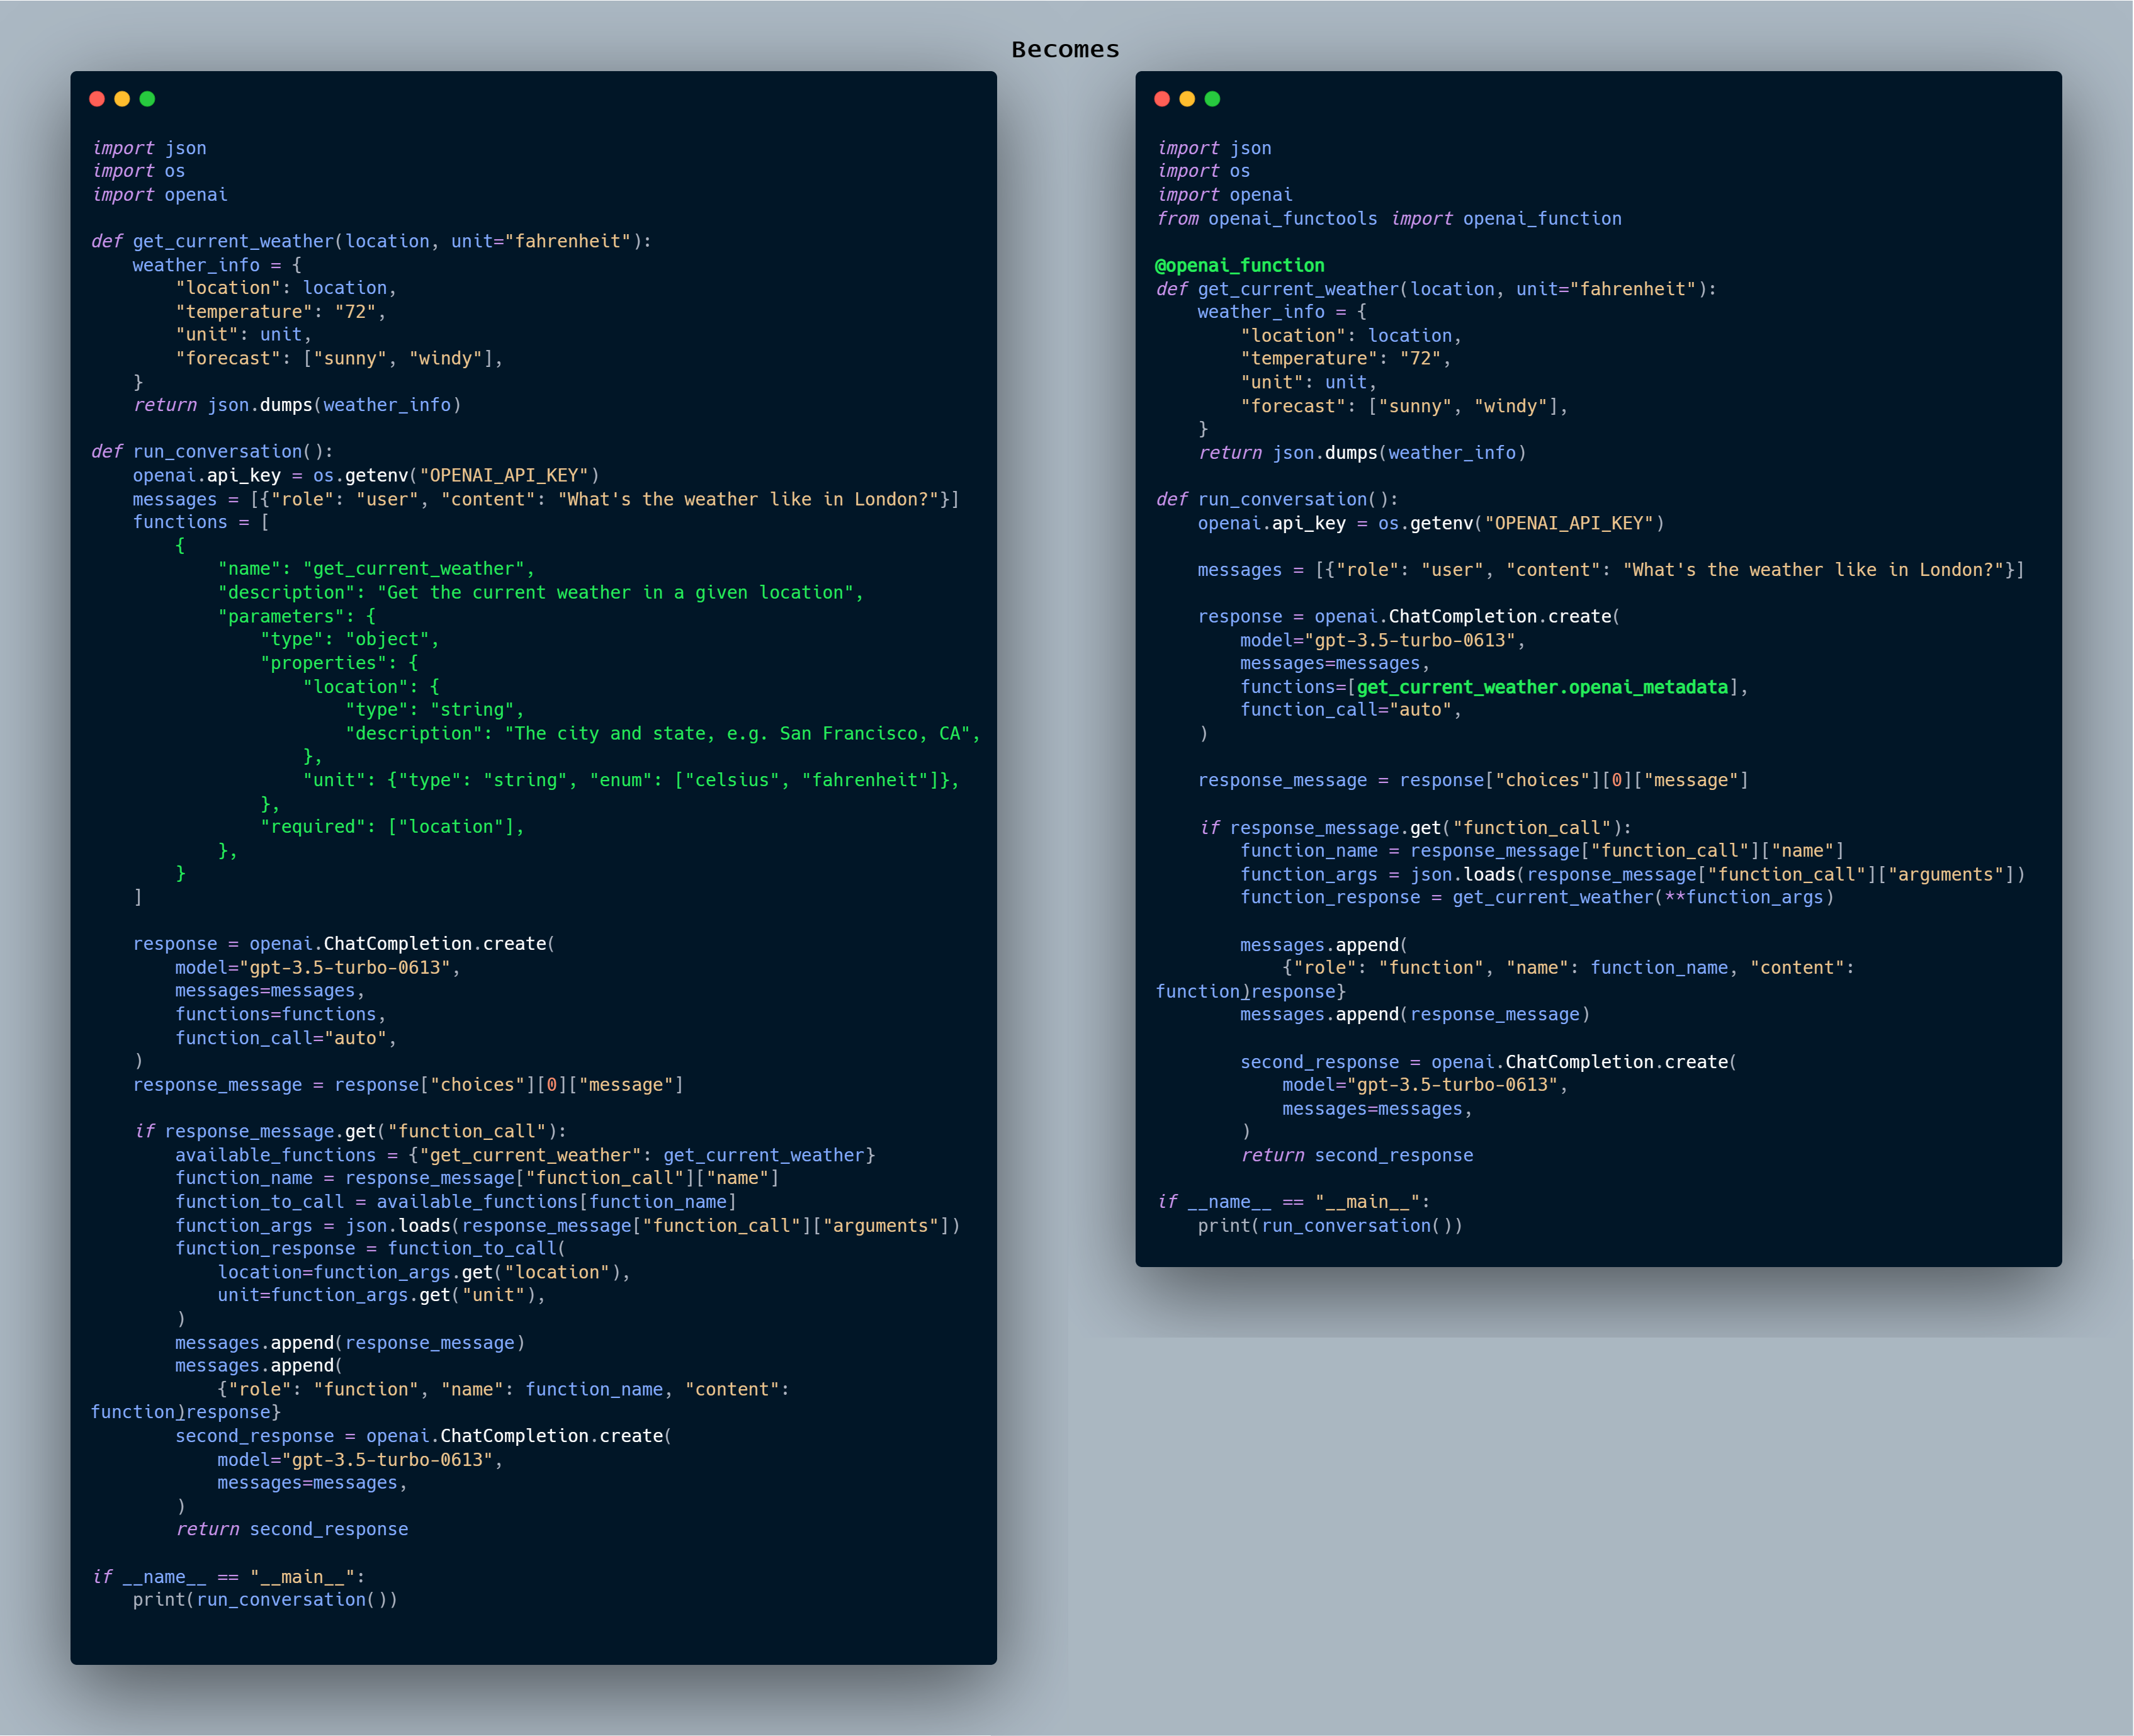 Becomes
import json
import os
import openai
def get_current_weather(location, unit="fahrenheit"):
    weather_info = {
        "location": location,
        "temperature": "72",
        "unit": unit,
        "forecast": ["sunny", "windy"],
    }
    return json.dumps(weather_info)
def run_conversation():
    openai.api_key = os.getenv("OPENAI_API_KEY")
    messages = [{"role": "user", "content": "What's the weather like in London?"}]
    functions = [
        {
            "name": "get_current_weather",
            "description": "Get the current weather in a given location",
            "parameters": {
                "type": "object",
                "properties": {
                    "location": {
                        "type": "string",
                        "description": "The city and state, e.g. San Francisco, CA",
                    },
                    "unit": {"type": "string", "enum": ["celsius", "fahrenheit"]},
                },
                "required": ["location"],
            },
        }
    ]
    response = openai.ChatCompletion.create(
        model="gpt-3.5-turbo-0613",
        messages=messages,
        functions=functions,
        function_call="auto",
    )
    response_message = response["choices"][0]["message"]
    if response_message.get("function_call"):
        available_functions = {"get_current_weather": get_current_weather}
        function_name = response_message["function_call"]["name"]
        function_to_call = available_functions[function_name]
        function_args = json.loads(response_message["function_call"]["arguments"])
        function_response = function_to_call(
            location=function_args.get("location"),
            unit=function_args.get("unit"),
        )
        messages.append(response_message)
        messages.append(
            {"role": "function", "name": function_name, "content":
function)response}
        second_response = openai.ChatCompletion.create(
            model="gpt-3.5-turbo-0613",
            messages=messages,
        )
        return second_response
if __name__ == "__main__":
    print(run_conversation())
import json
import os
import openai
from openai_functools import openai_function
@openai_function
def get_current_weather(location, unit="fahrenheit"):
    weather_info = {
        "location": location,
        "temperature": "72",
        "unit": unit,
        "forecast": ["sunny", "windy"],
    }
    return json.dumps(weather_info)
def run_conversation():
    openai.api_key = os.getenv("OPENAI_API_KEY")
    messages = [{"role": "user", "content": "What's the weather like in London?"}]
    response = openai.ChatCompletion.create(
        model="gpt-3.5-turbo-0613",
        messages=messages,
        functions=[get_current_weather.openai_metadata],
        function_call="auto",
    )
    response_message = response["choices"][0]["message"]
    if response_message.get("function_call"):
        function_name = response_message["function_call"]["name"]
        function_args = json.loads(response_message["function_call"]["arguments"])
        function_response = get_current_weather(**function_args)
        messages.append(
            {"role": "function", "name": function_name, "content":
function)response}
        messages.append(response_message)
        second_response = openai.ChatCompletion.create(
            model="gpt-3.5-turbo-0613",
            messages=messages,
        )
        return second_response
if __name__ == "__main__":
    print(run_conversation())